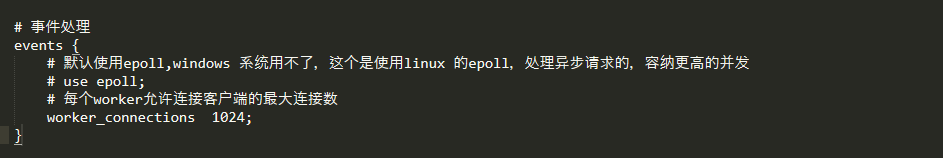 # 事件处理
events {
# 默认使用epoll,windows 系统用不了, 这个是使用linux 的epoll, 处理异步请求的, 容纳更高的并发
# use epoll;
# 每个worker允许连接客户端的最大连接数
worker_connections  1024;
}